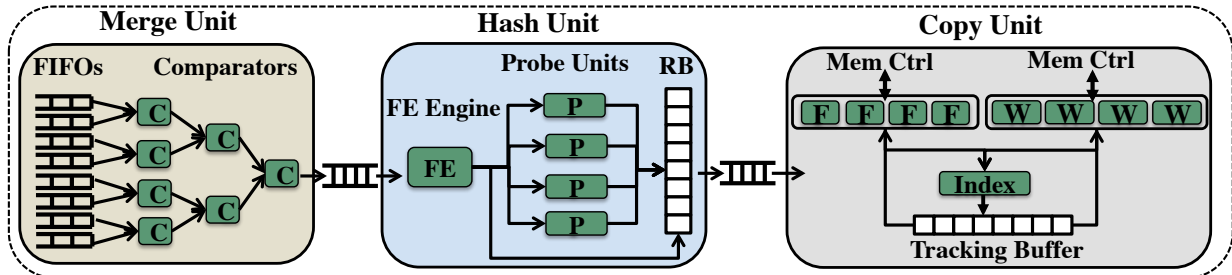 Merge Unit
FIFOs Comparators
C
C
C
C
C
C
C
Hash Unit
Probe Units RB
FE Engine
FE
P
P
P
P
Copy Unit
Mem Ctrl Mem Ctrl
F F F F W W W W
Index
Tracking Buffer